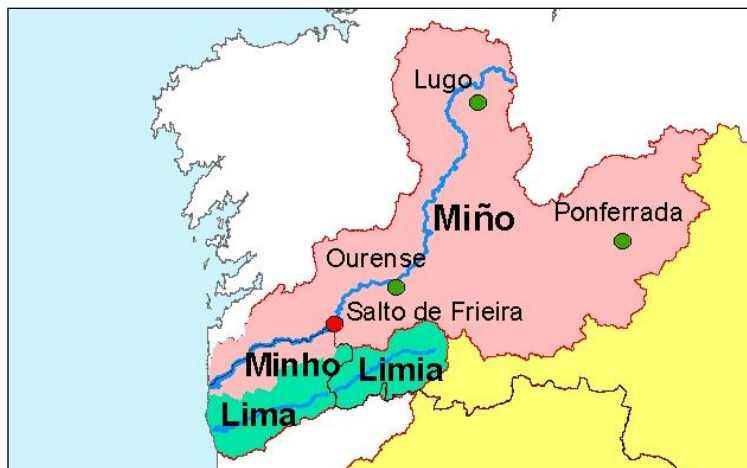 Lugo
Miño
Ponferrada
Ourense
Salto de Frieira
Minho
Limia
Lima